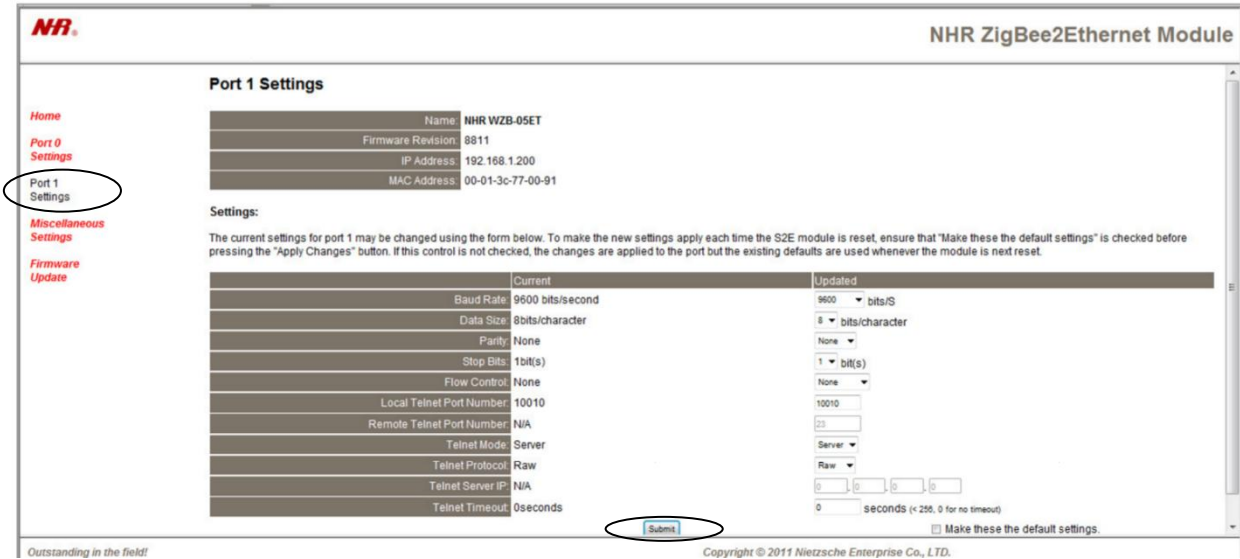 NHR®
NHR ZigBee2Ethernet Module
Home
Port 0
Settings
Port 1
Settings
Miscellaneous
Settings
Firmware
Update
Port 1 Settings
Name: NHR WZB-05ET
Firmware Revision: 8811
IP Address: 192.168.1.200
MAC Address: 00-01-3c-77-00-91
Settings:
The current settings for port 1 may be changed using the form below. To make the new settings apply each time the S2E module is reset, ensure that "Make these the default settings" is checked before
pressing the "Apply Changes" button. If this control is not checked, the changes are applied to the port but the existing defaults are used whenever the module is next reset.
Current Updated
Baud Rate: 9600 bits/second 9600 bits/S
Data Size: 8bits/character 8 bits/character
Parity: None None
Stop Bits: 1bit(s) 1 bit(s)
Flow Control: None None
Local Telnet Port Number: 10010 10010
Remote Telnet Port Number: N/A 23
Telnet Mode: Server Server
Telnet Protocol: Raw Raw
Telnet Server IP: N/A 0 . 0 . 0 . 0
Telnet Timeout: 0seconds 0 seconds (< 256, 0 for no timeout)
Submit Make these the default settings.
Outstanding in the field! Copyright © 2011 Nietzsche Enterprise Co., LTD.